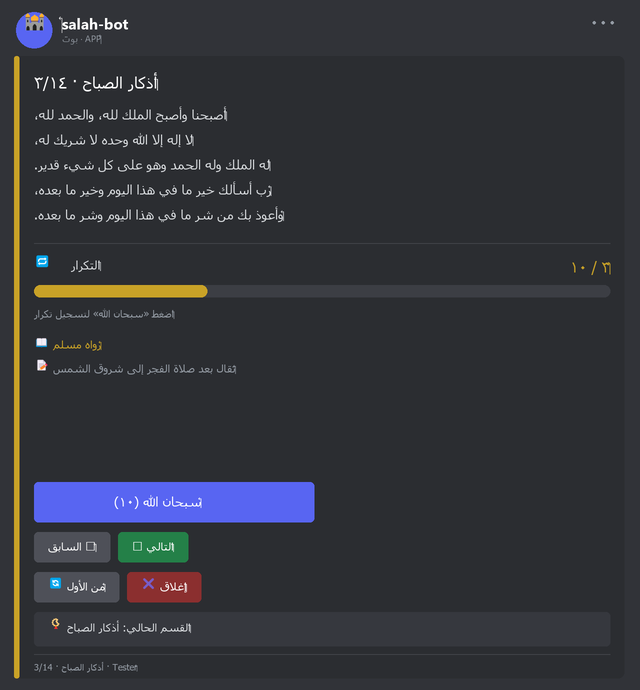 salah-bot
بوت · APP
أذكار الصباح · ٣/١٤
أصبحنا وأصبح الملك لله، والحمد لله،
لا إله إلا الله وحده لا شريك له،
له الملك وله الحمد وهو على كل شيء قدير.
رب أسألك خير ما في هذا اليوم وخير ما بعده،
وأعوذ بك من شر ما في هذا اليوم وشر ما بعده.
التكرار
٣ / ١٠
اضغط «سبحان الله» لتسجيل تكرار
رواه مسلم
تقال بعد صلاة الفجر إلى شروق الشمس
سبحان الله (١٠)
السابق
التالي
من الأول
إغلاق
القسم الحالي: أذكار الصباح
3/14 · أذكار الصباح · Tester